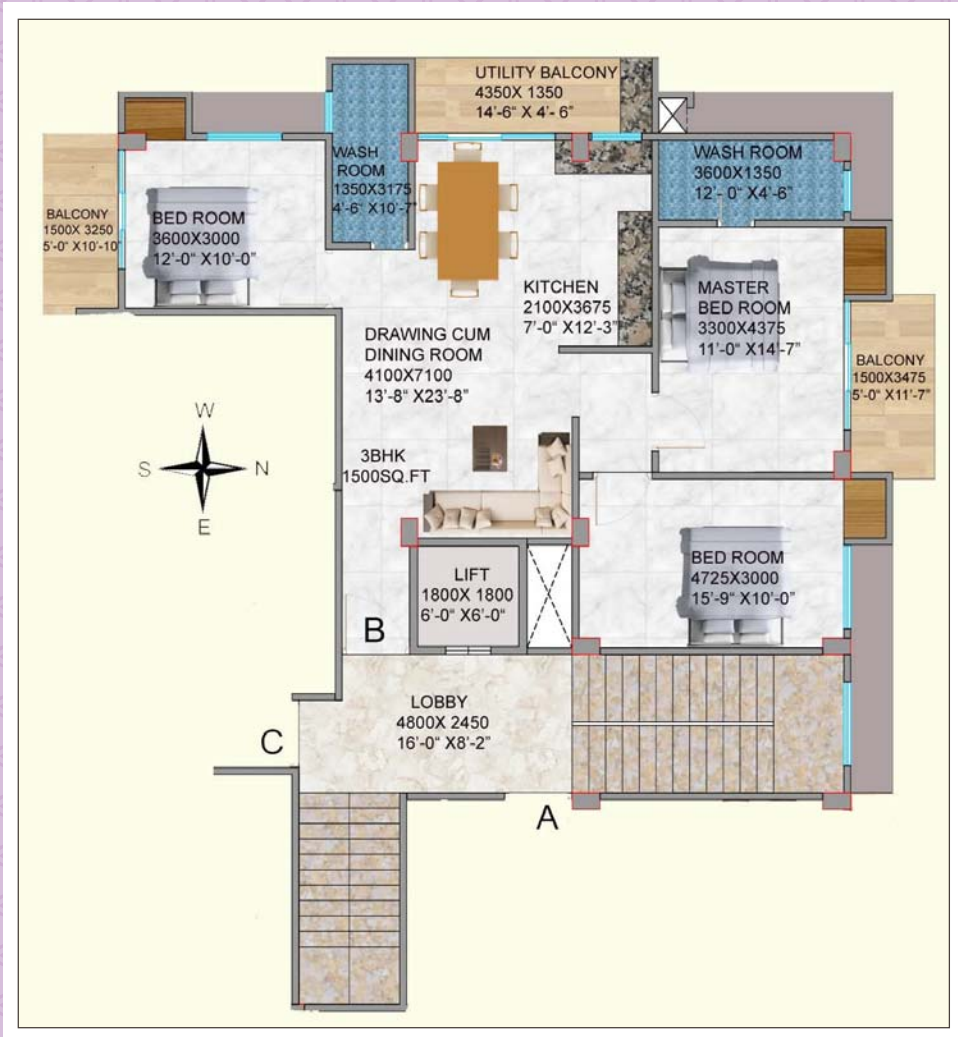 UTILITY BALCONY
4350X 1350
14'-6“ X 4'- 6”
WASH
ROOM
1350X3175
4'-6“ X10'-7”
WASH ROOM
3600X1350
12'- 0“ X4'-6”
BALCONY
1500X 3250
5'-0“ X10'-10”
BED ROOM
3600X3000
12'-0“ X10'-0”
KITCHEN
2100X3675
7'-0“ X12'-3”
MASTER
BED ROOM
3300X4375
11'-0“ X14'-7”
DRAWING CUM
DINING ROOM
4100X7100
13'-8“ X23'-8”
BALCONY
1500X3475
5'-0“ X11'-7”
W
S
N
E
3BHK
1500SQ.FT
LIFT
1800X 1800
6'-0“ X6'-0”
BED ROOM
4725X3000
15'-9“ X10'-0”
B
LOBBY
4800X 2450
16'-0“ X8'-2”
C
A